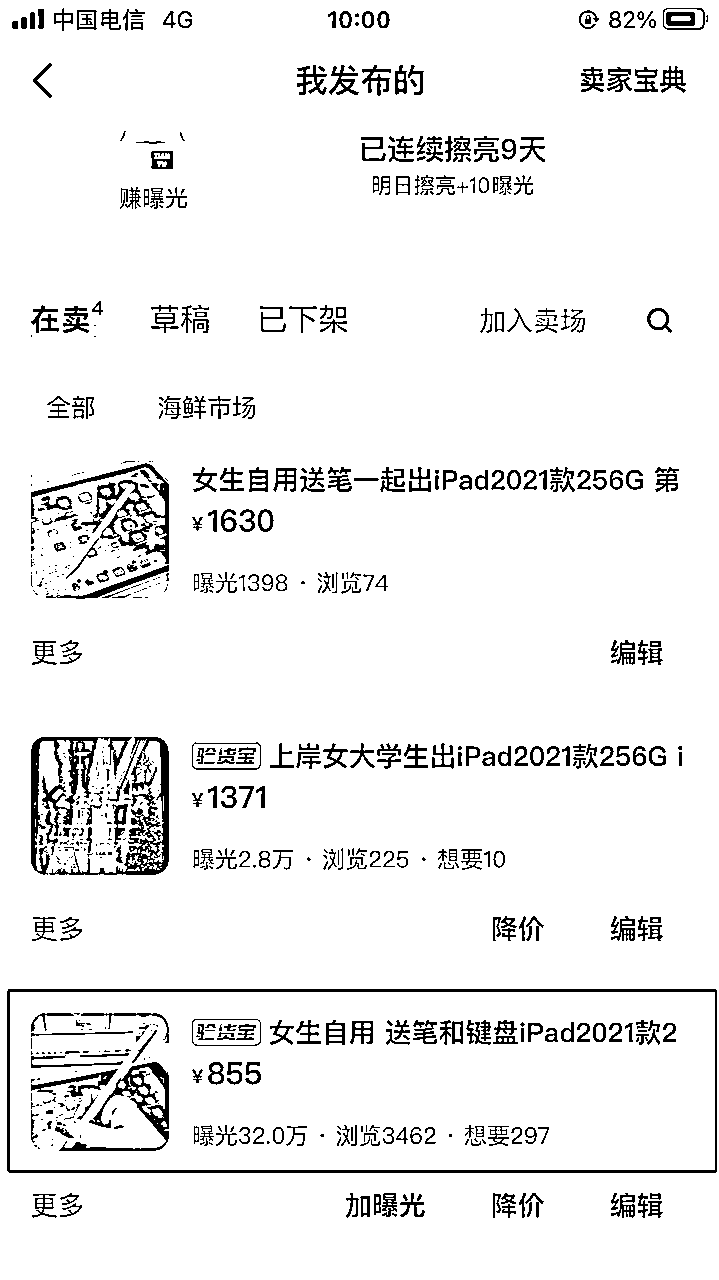 中国电信 4G 10:00 82%
我发布的 卖家宝典
已连续擦亮9天
明日擦亮+10曝光
赚曝光
在卖4 草稿 已下架 加入卖场
全部 海鲜市场
女生自用送笔一起出iPad2021款256G 第
¥1630
曝光1398 · 浏览74
更多 编辑
验货宝 上岸女大学生出iPad2021款256G i
¥1371
曝光2.8万 · 浏览225 · 想要10
更多 降价 编辑
验货宝 女生自用 送笔和键盘iPad2021款2
¥855
曝光32.0万 · 浏览3462 · 想要297
更多 加曝光 降价 编辑